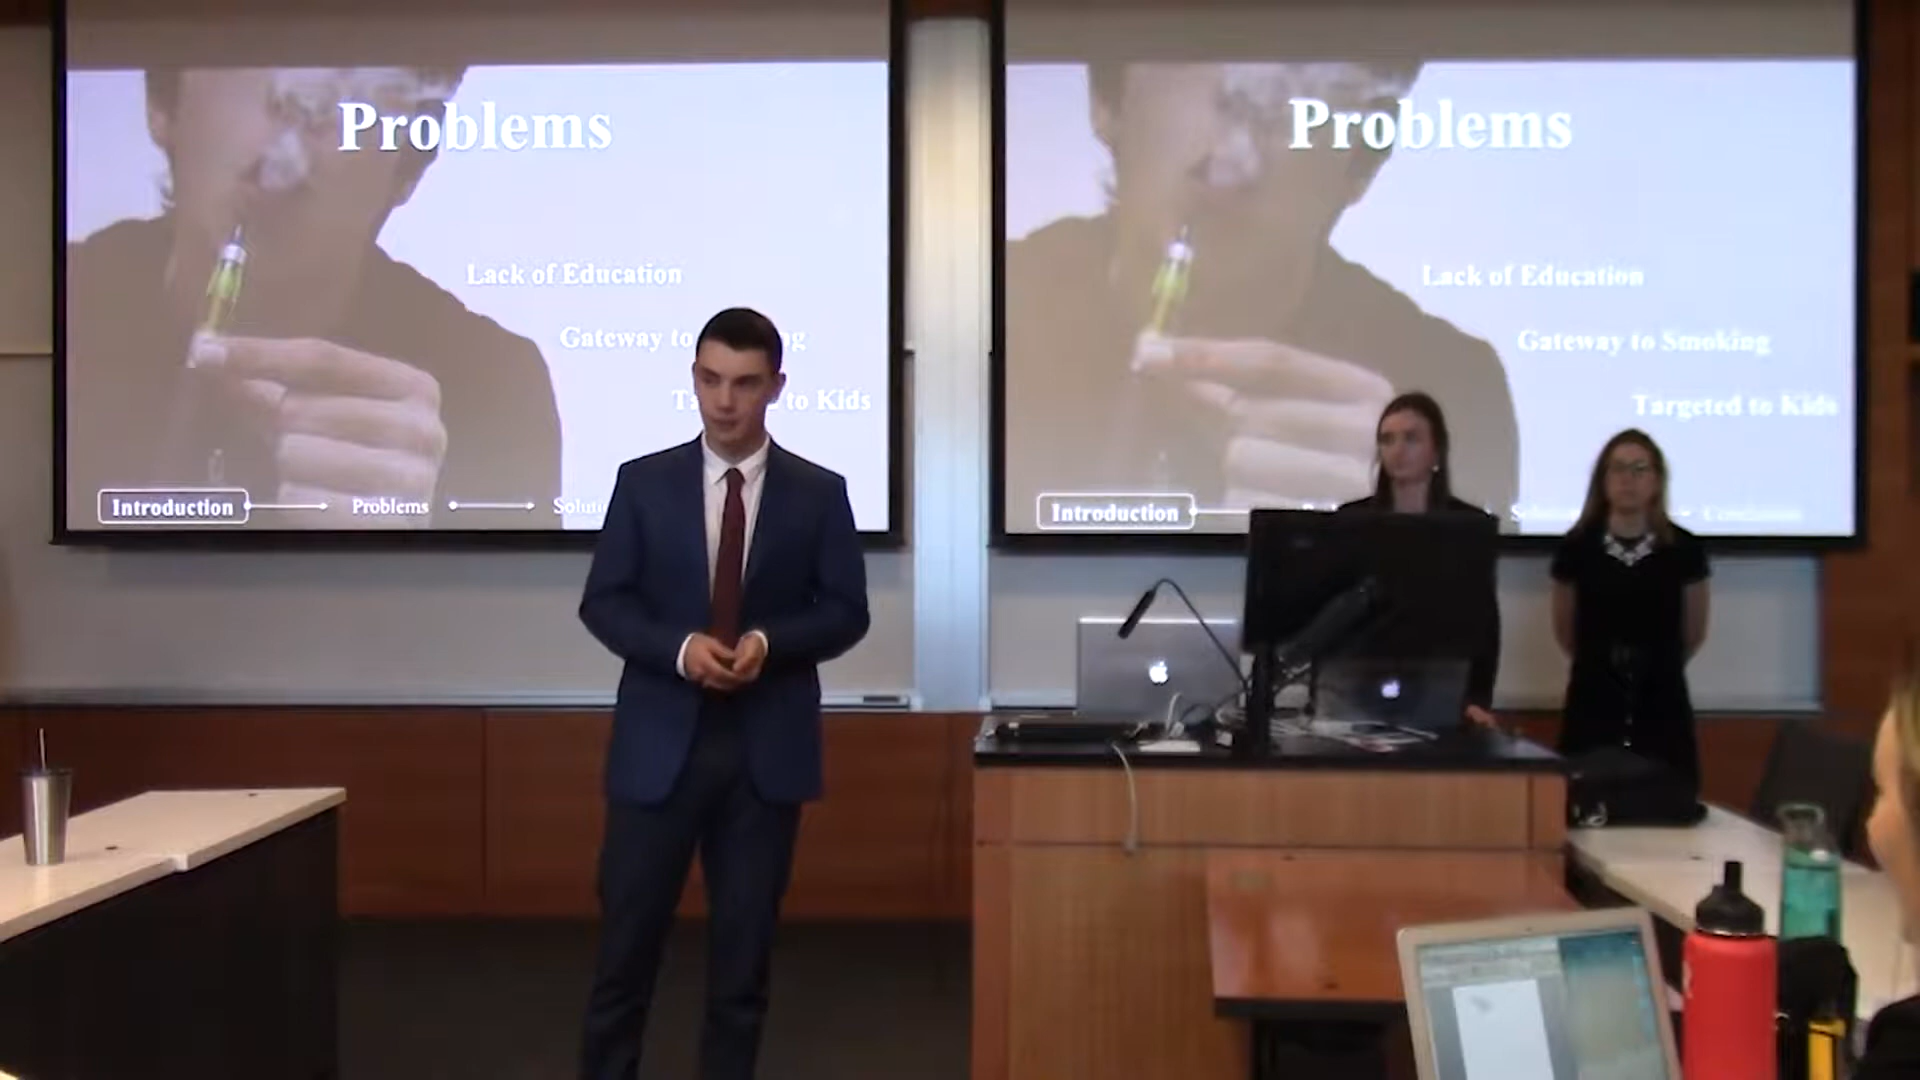 Problems
Lack of Education
Gateway to ng
to Kids
Introduction
Problems
Problems
Lack of Education
Gateway to Smoking
Targeted to Kids
Introduction